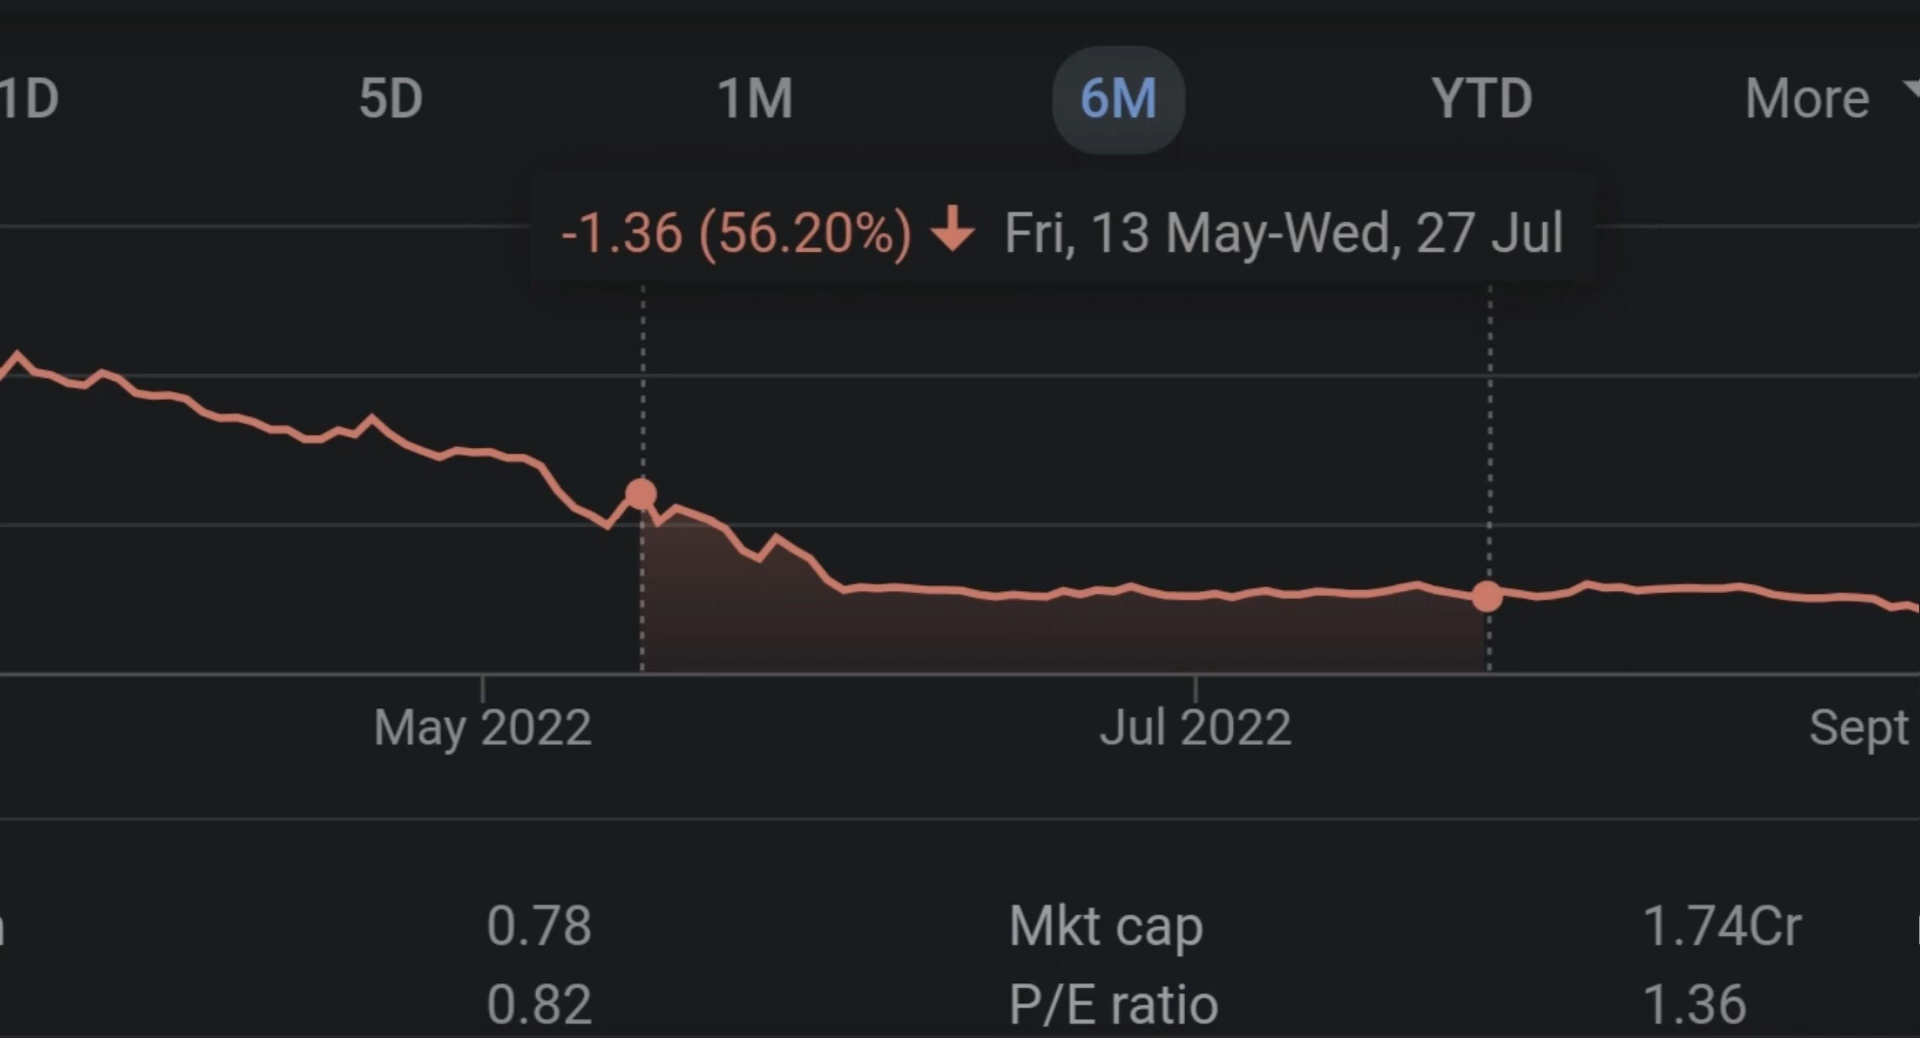 1D 5D 1M 6M YTD More
-1.36 (56.20%) Fri, 13 May-Wed, 27 Jul
May 2022 Jul 2022 Sept
0.78 Mkt cap 1.74Cr
0.82 P/E ratio 1.36